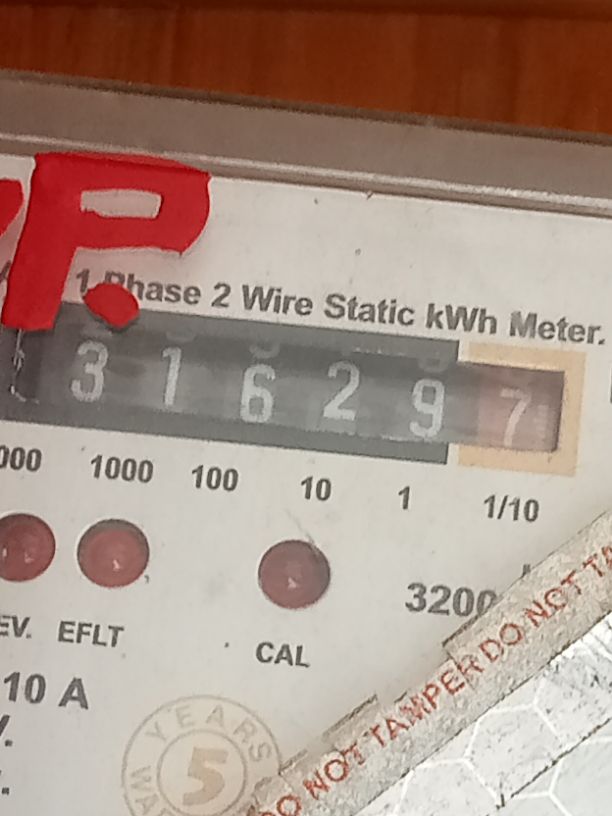 P.
1 Phase 2 Wire Static kWh Meter.
3 1 6 2 9 7
000 1000 100 10 1 1/10
3200
EV. EFLT CAL
10 A
5 YEARS
DO NOT TAMPER DO NOT TA